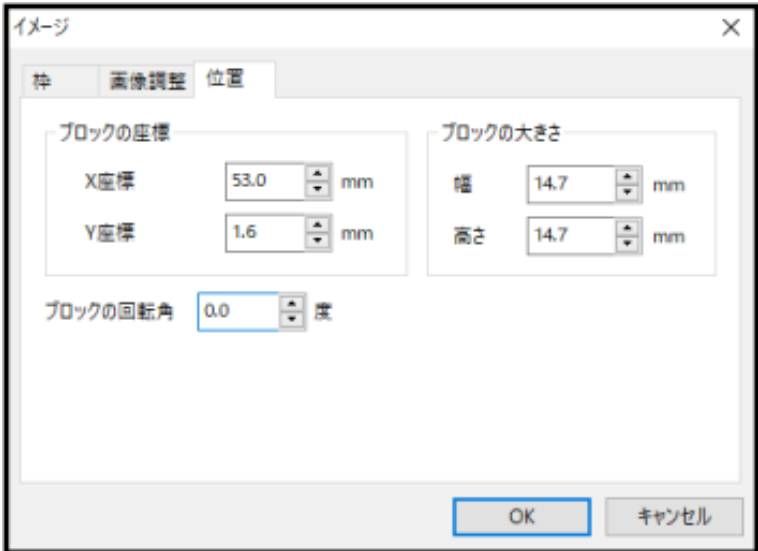 イメージ
枠 画像調整 位置
ブロックの座標
X座標 53.0 mm
Y座標 1.6 mm
ブロックの大きさ
幅 14.7 mm
高さ 14.7 mm
ブロックの回転角 0.0 度
OK キャンセル